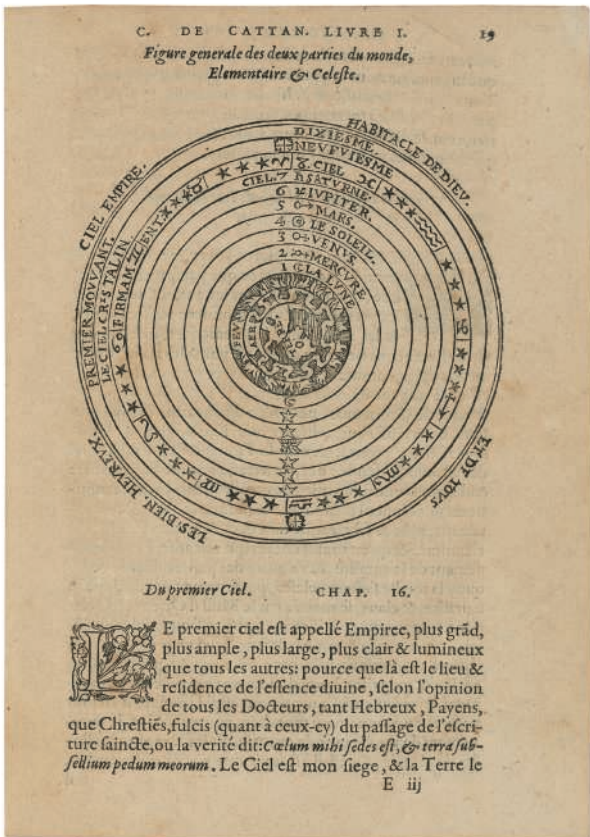 C. DE CATTAN. LIVRE I. 19
Figure generale des deux parties du monde,
Elementaire & Celeste.
HABITACLE DE DIEV.
CIEL EMPIRE.
DIXIESME
NEVFVIESME
8. CIEL
CIEL. 7 SATVRNE.
6 IVPITER.
5 MARS.
4 LE SOLEIL.
3 VENVS.
2 MERCVRE
1 LA LVNE
PREMIER MOVVANT.
LE CIEL CRISTALIN
FIRMAMENT.
FEV
AER
LES. BIEN. HEVREVX.
ET DE TOVS
Du premier Ciel. CHAP. 16.
LE premier ciel eſt appellé Empiree, plus grãd,
plus ample, plus large, plus clair & lumineux
que tous les autres: pource que là eſt le lieu &
reſidence de l'eſſence diuine, ſelon l'opinion
de tous les Docteurs, tant Hebreux, Payens,
que Chreſtiẽs, fulcis (quant à ceux-cy) du paſſage de l'eſcri-
ture ſaincte, ou la verité dit: Cœlum mihi ſedes eſt, & terra ſub-
ſellium pedum meorum. Le Ciel eſt mon ſiege, & la Terre le
E iij